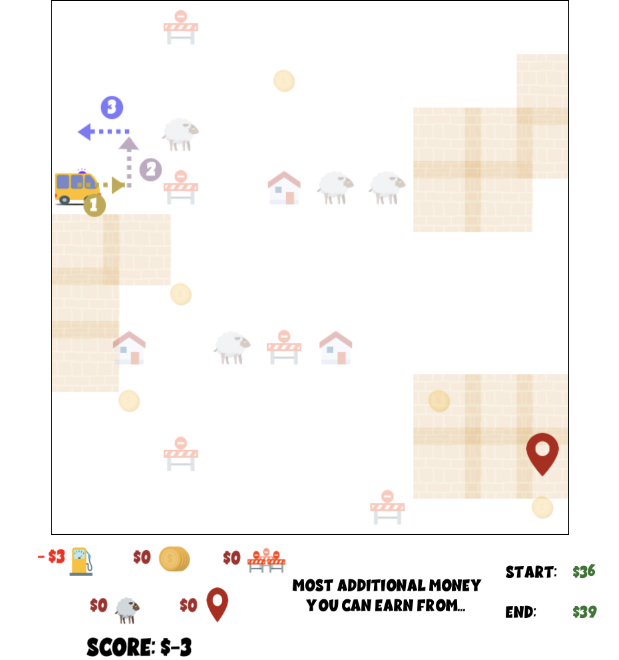 3
2
1
- $3
$0
$0
$0
$0
SCORE: $-3
MOST ADDITIONAL MONEY
YOU CAN EARN FROM...
START: $36
END: $39